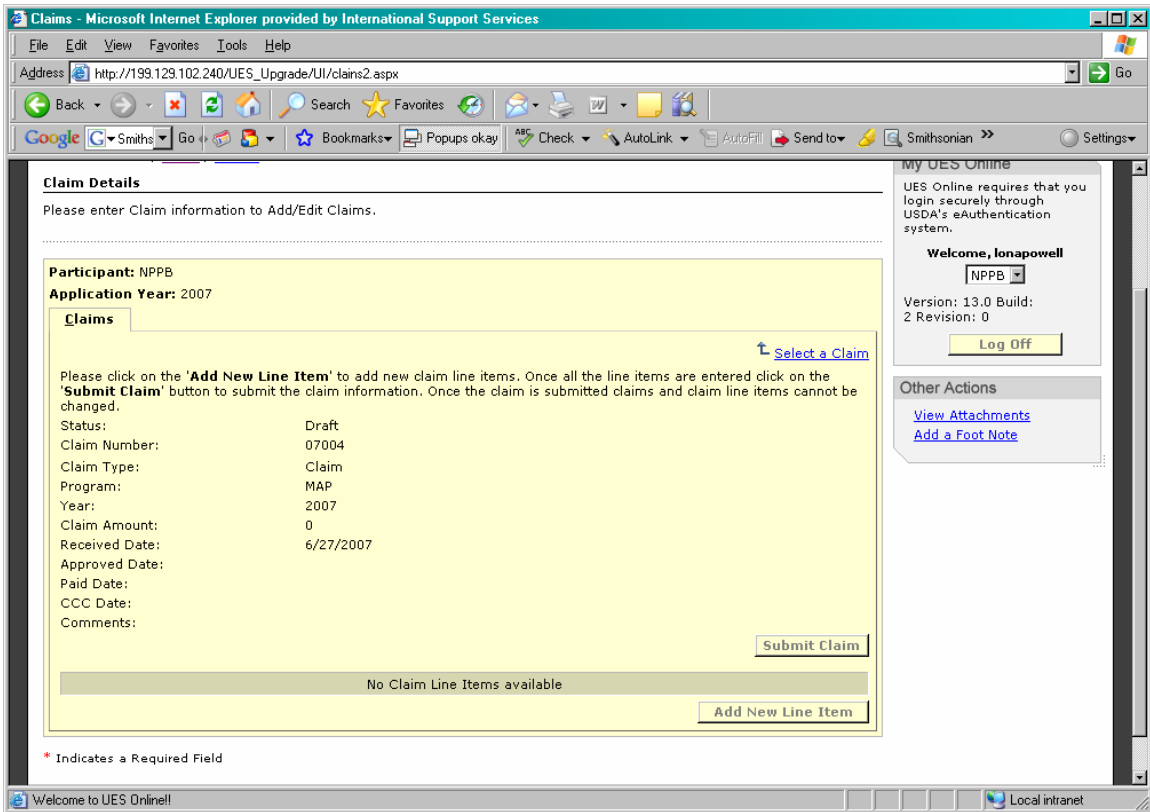 Claims - Microsoft Internet Explorer provided by International Support Services
File Edit View Favorites Tools Help
Address http://199.129.102.240/UES_Upgrade/UI/clains2.aspx Go
Back Search Favorites
Google G Smiths Go Bookmarks Popups okay ABC Check AutoLink AutoFill Send to Smithsonian >> Settings
Claim Details
Please enter Claim information to Add/Edit Claims.
Participant: NPPB
Application Year: 2007
Claims
Select a Claim
Please click on the 'Add New Line Item' to add new claim line items. Once all the line items are entered click on the
'Submit Claim' button to submit the claim information. Once the claim is submitted claims and claim line items cannot be
changed.
Status: Draft
Claim Number: 07004
Claim Type: Claim
Program: MAP
Year: 2007
Claim Amount: 0
Received Date: 6/27/2007
Approved Date:
Paid Date:
CCC Date:
Comments:
Submit Claim
No Claim Line Items available
Add New Line Item
* Indicates a Required Field
My UES Online
UES Online requires that you
login securely through
USDA's eAuthentication
system.
Welcome, lonapowell
NPPB
Version: 13.0 Build:
2 Revision: 0
Log Off
Other Actions
View Attachments
Add a Foot Note
Welcome to UES Online!! Local intranet